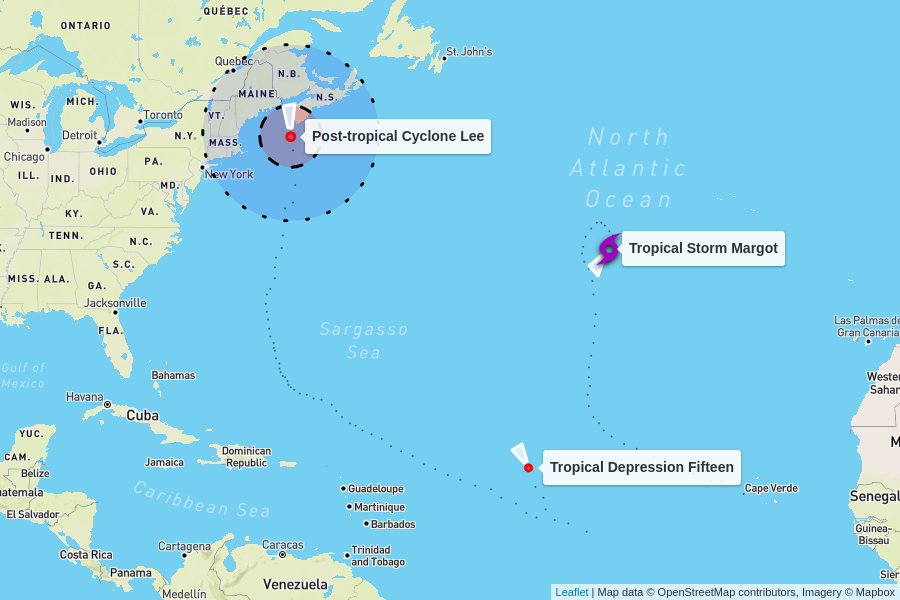 QUÉBEC
ONTARIO
St. John's
Quebec
N.B.
MAINE
N.S.
WIS.
MICH.
Madison
Toronto
VT.
Detroit
N.Y.
MASS.
Post-tropical Cyclone Lee
North
Atlantic
Ocean
Chicago
PA.
ILL.
IND.
OHIO
New York
MD.
KY.
VA.
TENN.
N.C.
Tropical Storm Margot
S.C.
MISS.
ALA.
GA.
Jacksonville
FLA.
Sargasso
Sea
Las Palmas de
Gran Canaria
Gulf of
Mexico
Bahamas
Wester
Sahar
Havana
Cuba
YUC.
CAM.
Dominican
Republic
Jamaica
Belize
Tropical Depression Fifteen
Guadeloupe
Cape Verde
uatemala
Caribbean Sea
Martinique
Senegal
El Salvador
Barbados
Guinea-
Bissau
Costa Rica
Cartagena
Caracas
Trinidad
and Tobago
Panama
Venezuela
Medellín
Sier
Leaflet | Map data © OpenStreetMap contributors, Imagery © Mapbox